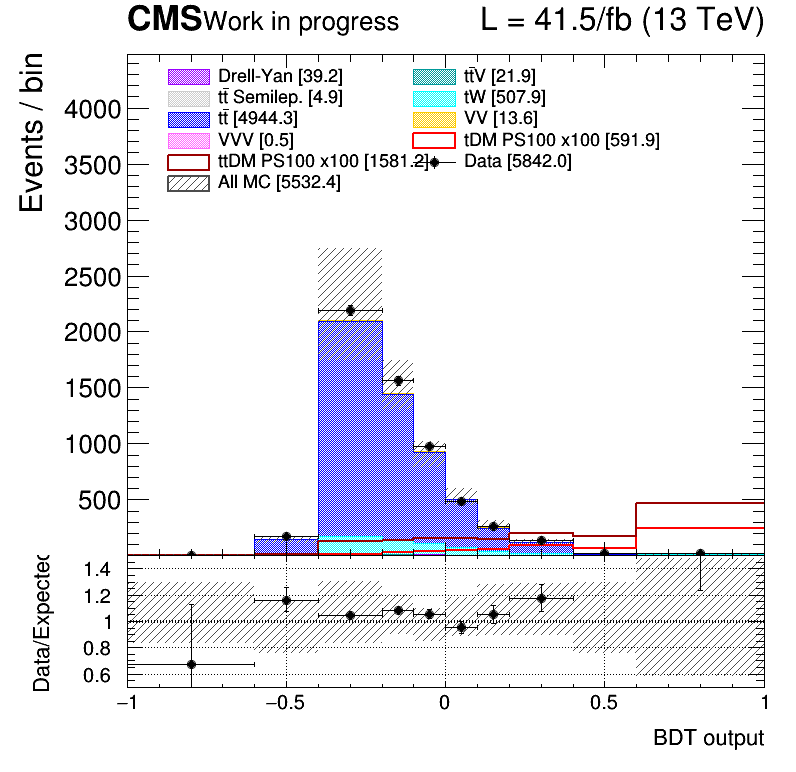 CMS Work in progress L = 41.5/fb (13 TeV)
Events / bin
Drell-Yan [39.2] tt̄V [21.9]
tt̄ Semilep. [4.9] tW [507.9]
tt̄ [4944.3] VV [13.6]
VVV [0.5] tDM PS100 x100 [591.9]
ttDM PS100 x100 [1581.2] Data [5842.0]
All MC [5532.4]
4000
3500
3000
2500
2000
1500
1000
500
Data/Expected
1.4
1.2
1
0.8
0.6
−1 −0.5 0 0.5 1
BDT output